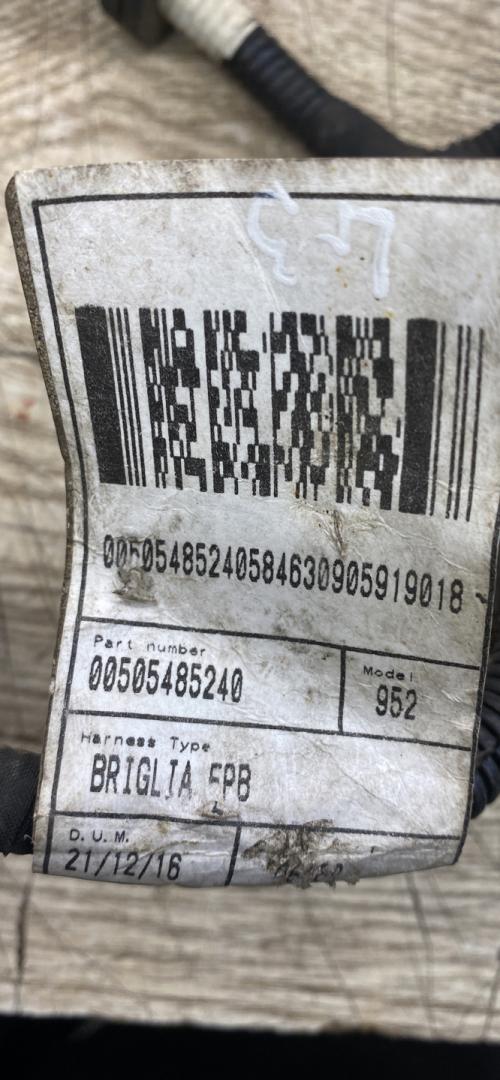 00505485240584630905919018
Part number
00505485240
Model
952
Harness Type
BRIGLIA EPB
D. U. M.
21/12/16